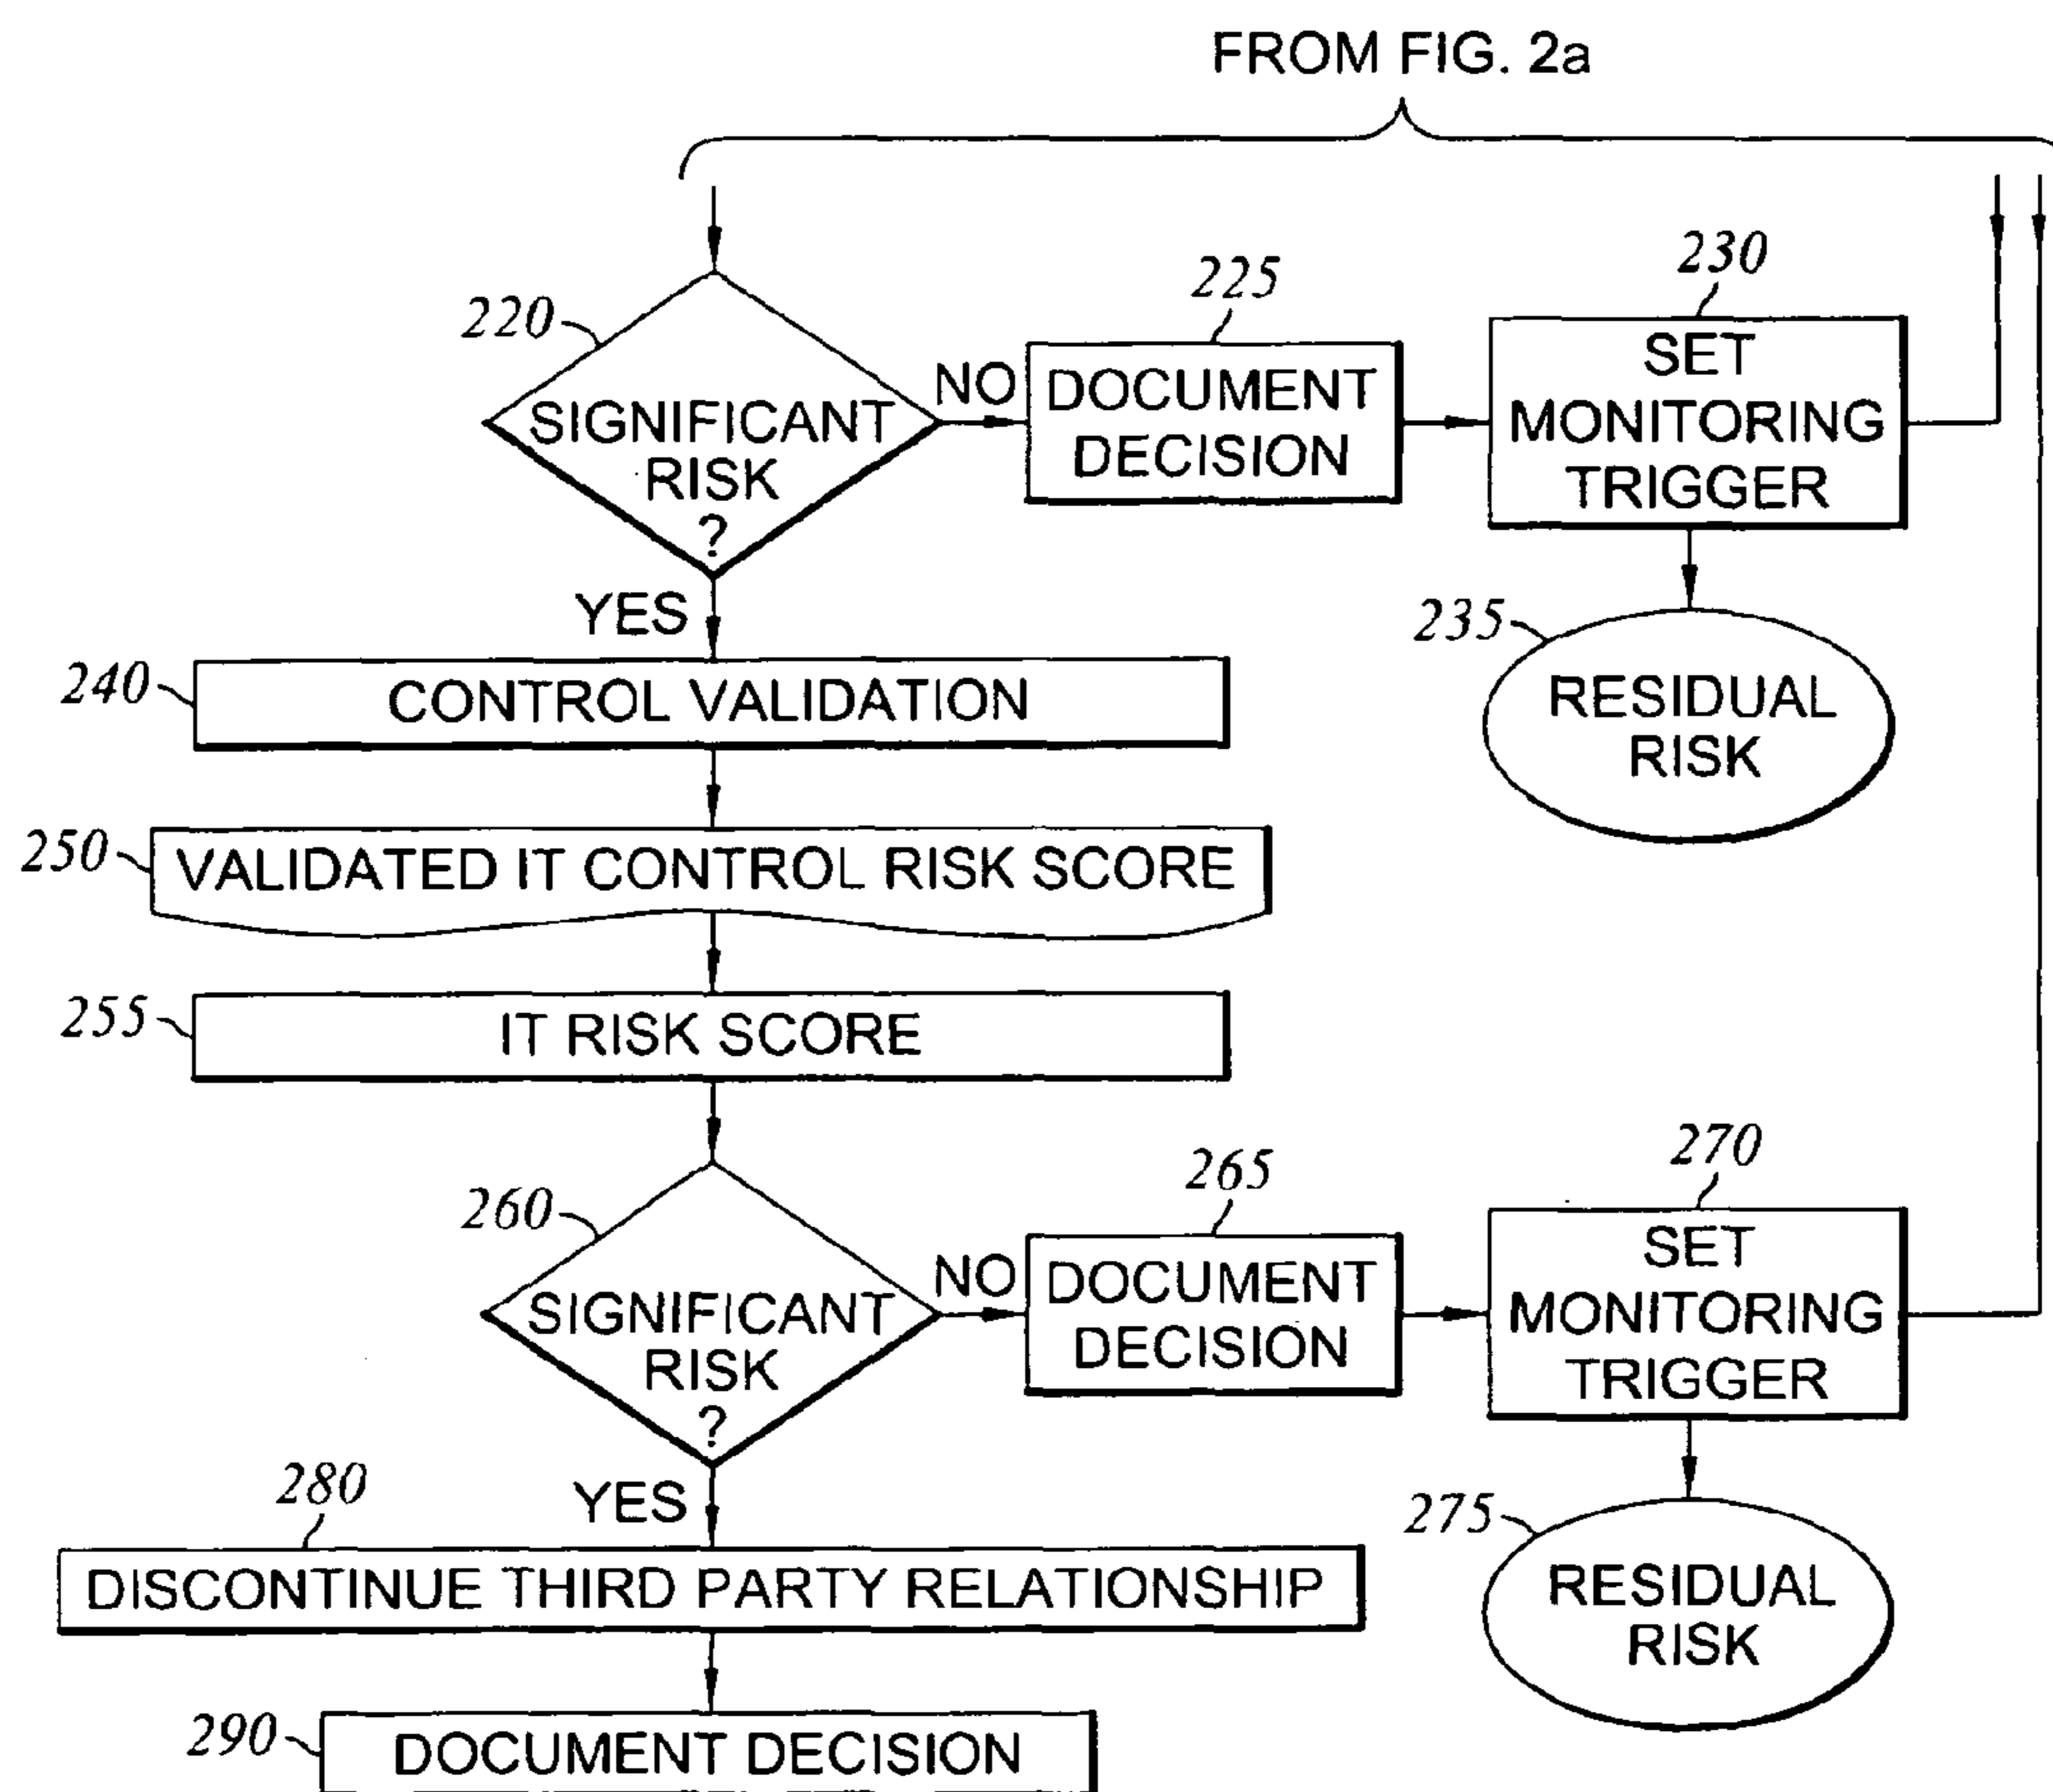 FROM FIG. 2a
230
225
220
SET
MONITORING
TRIGGER
NO
DOCUMENT
DECISION
SIGNIFICANT
RISK
?
YES
235
RESIDUAL
RISK
240
CONTROL VALIDATION
250
VALIDATED IT CONTROL RISK SCORE
255
IT RISK SCORE
270
265
260
SET
MONITORING
TRIGGER
NO
DOCUMENT
DECISION
SIGNIFICANT
RISK
?
280
YES
275
RESIDUAL
RISK
DISCONTINUE THIRD PARTY RELATIONSHIP
290
DOCUMENT DECISION